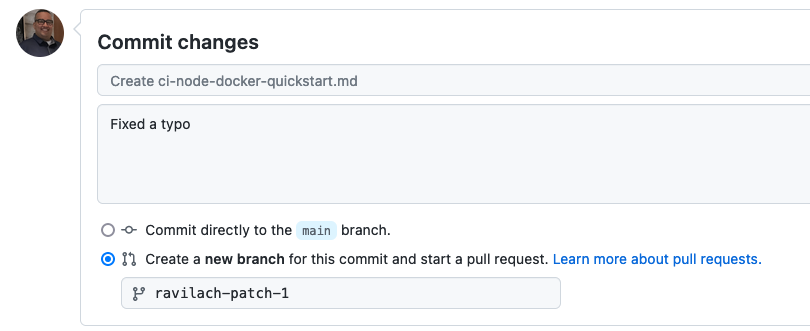 Commit changes
Create ci-node-docker-quickstart.md
Fixed a typo
Commit directly to the main branch.
Create a new branch for this commit and start a pull request. Learn more about pull requests.
ravilach-patch-1